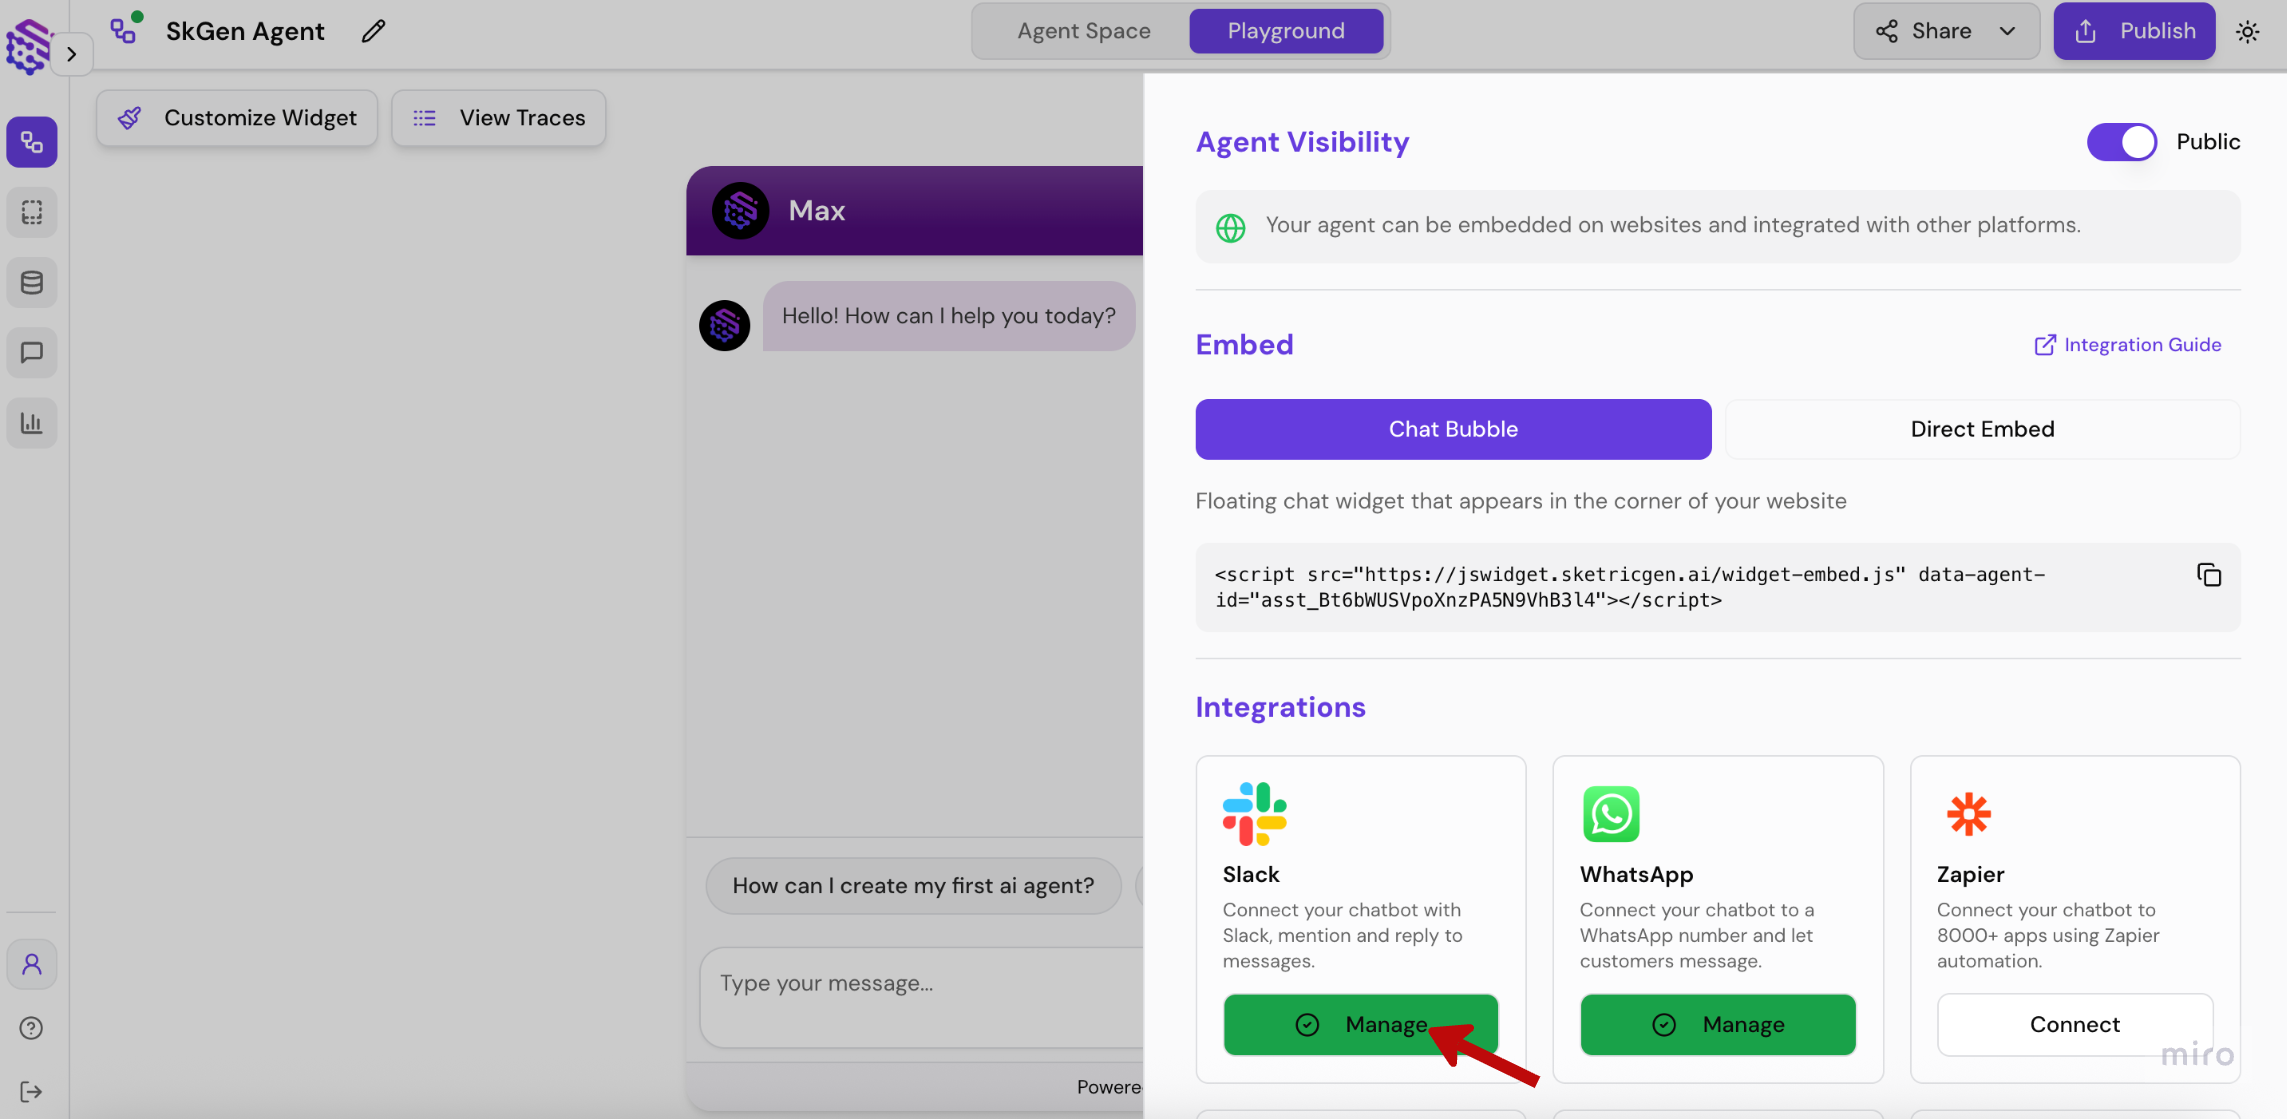 SkGen Agent
Agent Space
Playground
Share
Publish
Customize Widget
View Traces
Max
Hello! How can I help you today?
How can I create my first ai agent?
Type your message...
Powere
Agent Visibility
Public
Your agent can be embedded on websites and integrated with other platforms.
Embed
Integration Guide
Chat Bubble
Direct Embed
Floating chat widget that appears in the corner of your website
<script src="https://jswidget.sketricgen.ai/widget-embed.js" data-agent-
id="asst_Bt6bWUSVpoXnzPA5N9VhB3l4"></script>
Integrations
Slack
Connect your chatbot with
Slack, mention and reply to
messages.
Manage
WhatsApp
Connect your chatbot to a
WhatsApp number and let
customers message.
Manage
Zapier
Connect your chatbot to
8000+ apps using Zapier
automation.
Connect
miro